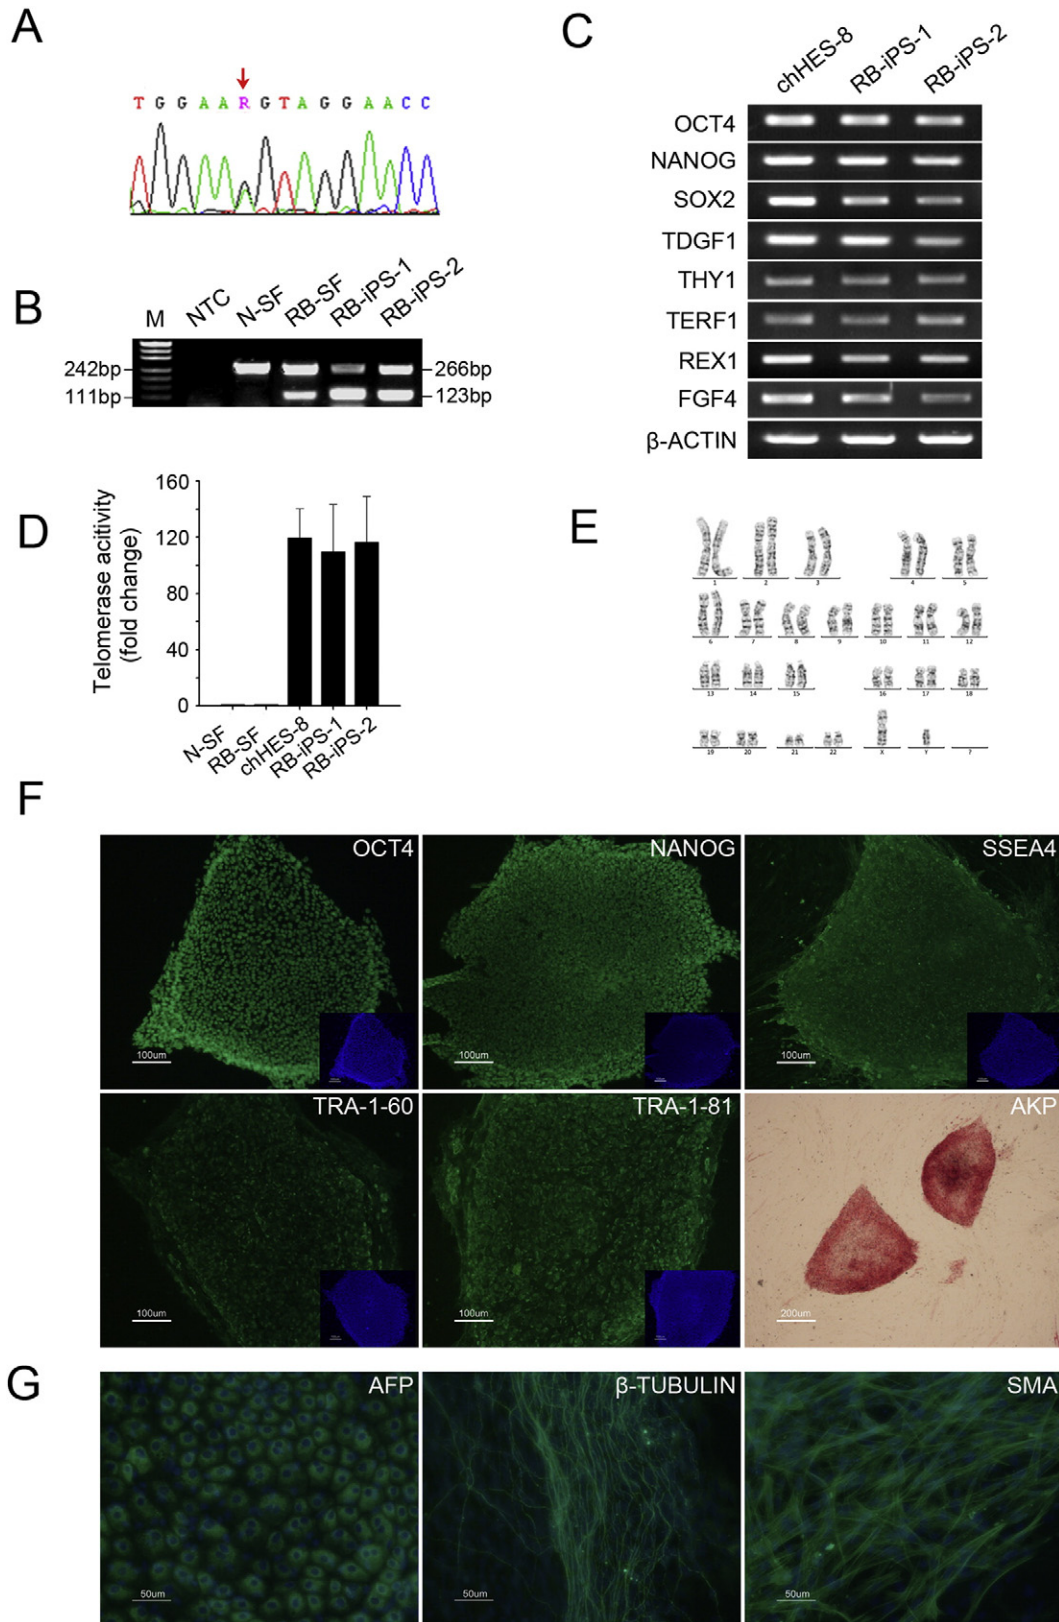 A
T G G A A R G T A G G A A C C
B
M NTC N-SF RB-SF RB-iPS-1 RB-iPS-2
242bp 266bp
111bp 123bp
C
chHES-8 RB-iPS-1 RB-iPS-2
OCT4
NANOG
SOX2
TDGF1
THY1
TERF1
REX1
FGF4
β-ACTIN
D
Telomerase acitivity
(fold change)
160
120
80
40
0
N-SF RB-SF chHES-8 RB-iPS-1 RB-iPS-2
E
1 2 3 4 5
6 7 8 9 10 11 12
13 14 15 16 17 18
19 20 21 22 X Y ?
F
OCT4 NANOG SSEA4
100um 100um 100um
TRA-1-60 TRA-1-81 AKP
100um 100um 200um
G
AFP β-TUBULIN SMA
50um 50um 50um